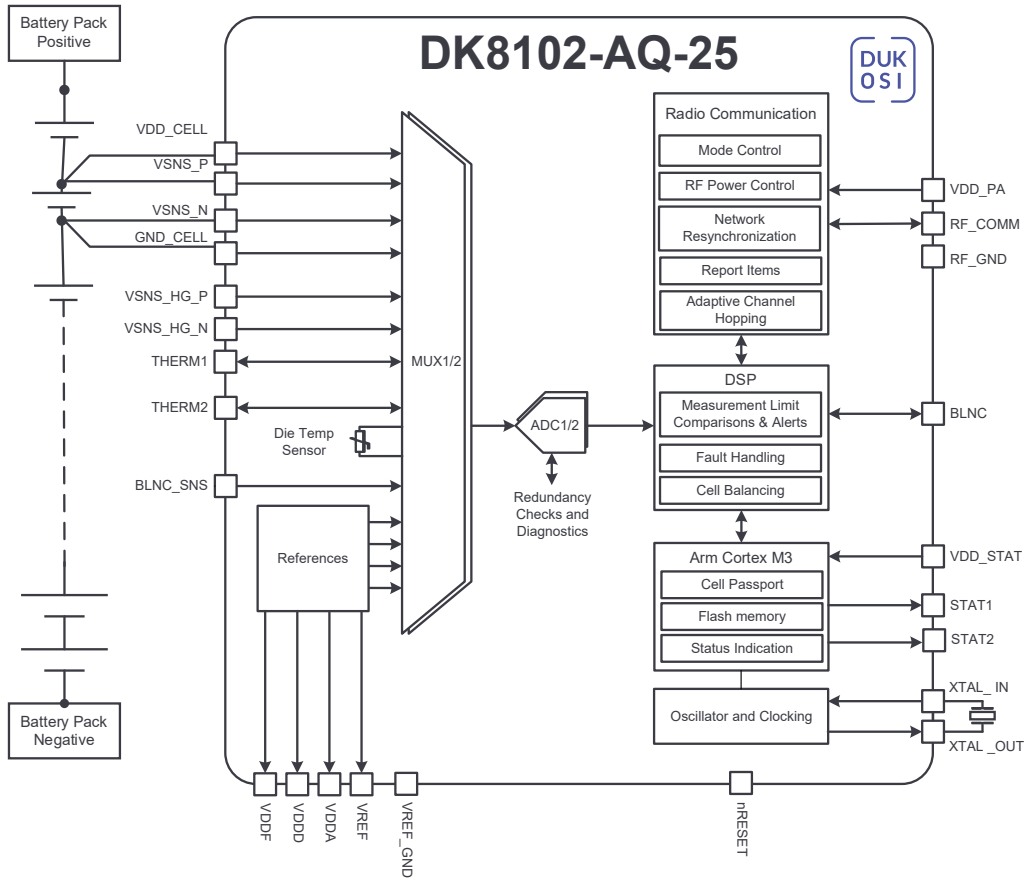 Battery Pack
Positive
DK8102-AQ-25
DUK
OSI
VDD_CELL
VSNS_P
VSNS_N
GND_CELL
VSNS_HG_P
VSNS_HG_N
THERM1
THERM2
Die Temp
Sensor
BLNC_SNS
References
MUX1/2
ADC1/2
Redundancy
Checks and
Diagnostics
Radio Communication
Mode Control
RF Power Control
Network
Resynchronization
Report Items
Adaptive Channel
Hopping
DSP
Measurement Limit
Comparisons & Alerts
Fault Handling
Cell Balancing
Arm Cortex M3
Cell Passport
Flash memory
Status Indication
Oscillator and Clocking
VDD_PA
RF_COMM
RF_GND
BLNC
VDD_STAT
STAT1
STAT2
XTAL_ IN
XTAL _OUT
Battery Pack
Negative
VDDF
VDDD
VDDA
VREF
VREF_GND
nRESET